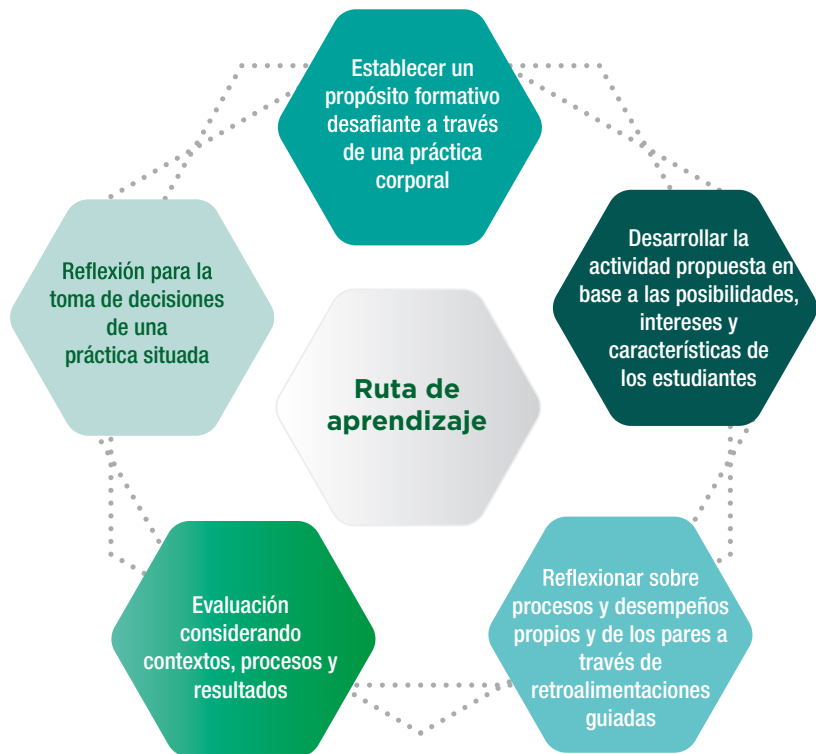 Establecer un
propósito formativo
desafiante a través
de una práctica
corporal
Desarrollar la
actividad propuesta en
base a las posibilidades,
intereses y
características de
los estudiantes
Reflexionar sobre
procesos y desempeños
propios y de los pares a
través de
retroalimentaciones
guiadas
Evaluación
considerando
contextos, procesos y
resultados
Reflexión para la
toma de decisiones
de una
práctica situada
Ruta de
aprendizaje